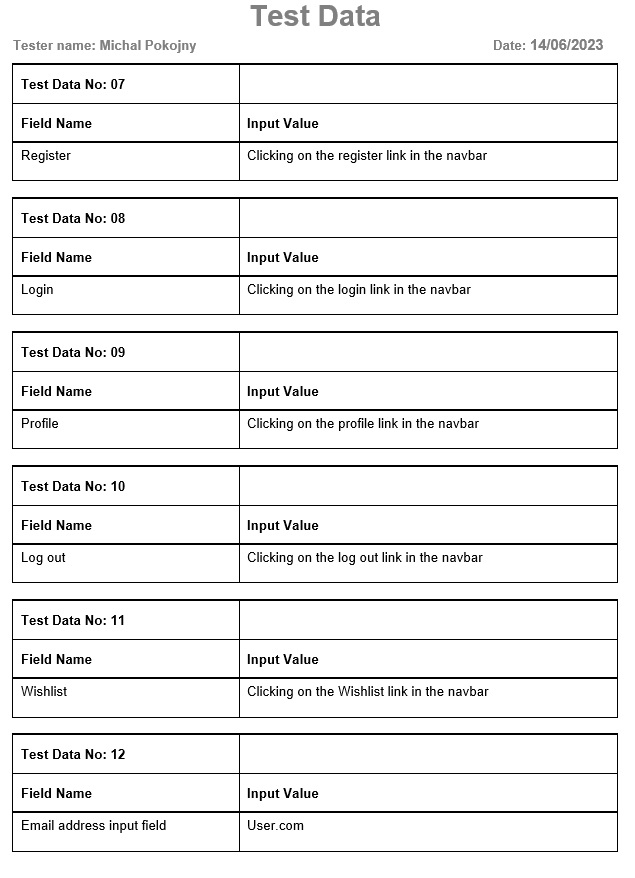 Test Data
Tester name: Michal Pokojny Date: 14/06/2023
Test Data No: 07
Field Name Input Value
Register Clicking on the register link in the navbar
Test Data No: 08
Field Name Input Value
Login Clicking on the login link in the navbar
Test Data No: 09
Field Name Input Value
Profile Clicking on the profile link in the navbar
Test Data No: 10
Field Name Input Value
Log out Clicking on the log out link in the navbar
Test Data No: 11
Field Name Input Value
Wishlist Clicking on the Wishlist link in the navbar
Test Data No: 12
Field Name Input Value
Email address input field User.com